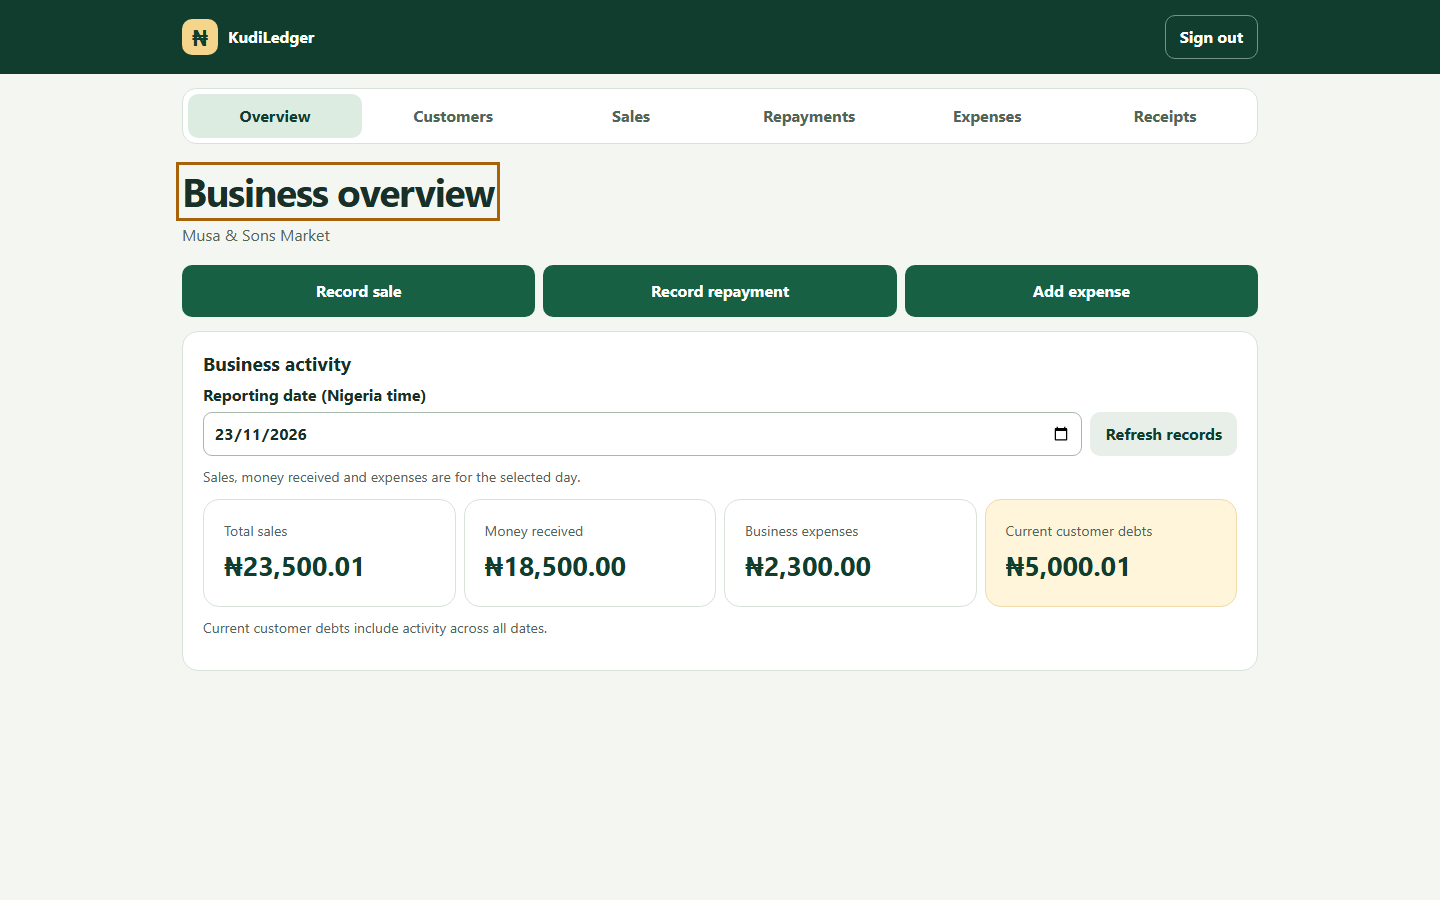 ₦ KudiLedger
Sign out
Overview Customers Sales Repayments Expenses Receipts
Business overview
Musa & Sons Market
Record sale Record repayment Add expense
Business activity
Reporting date (Nigeria time)
23/11/2026 Refresh records
Sales, money received and expenses are for the selected day.
Total sales
₦23,500.01
Money received
₦18,500.00
Business expenses
₦2,300.00
Current customer debts
₦5,000.01
Current customer debts include activity across all dates.